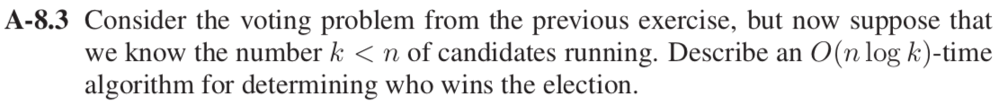 A-8.3 Consider the voting problem from the previous exercise, but now suppose that
we know the number k < n of candidates running. Describe an O(n log k)-time
algorithm for determining who wins the election.